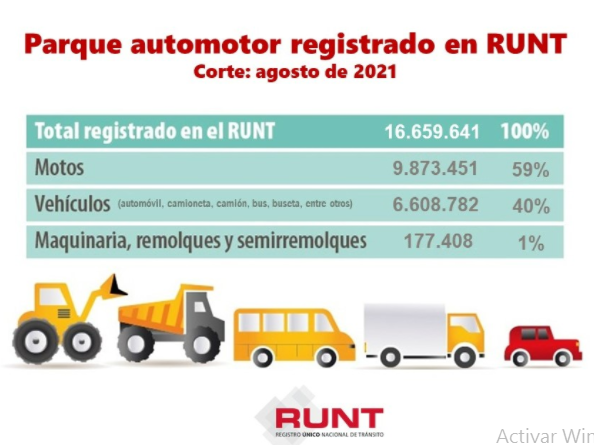 Parque automotor registrado en RUNT
Corte: agosto de 2021
Total registrado en el RUNT 16.659.641 100%
Motos 9.873.451 59%
Vehículos (automóvil, camioneta, camión, bus, buseta, entre otros) 6.608.782 40%
Maquinaria, remolques y semirremolques 177.408 1%
RUNT
REGISTRO ÚNICO NACIONAL DE TRÁNSITO
Activar Win